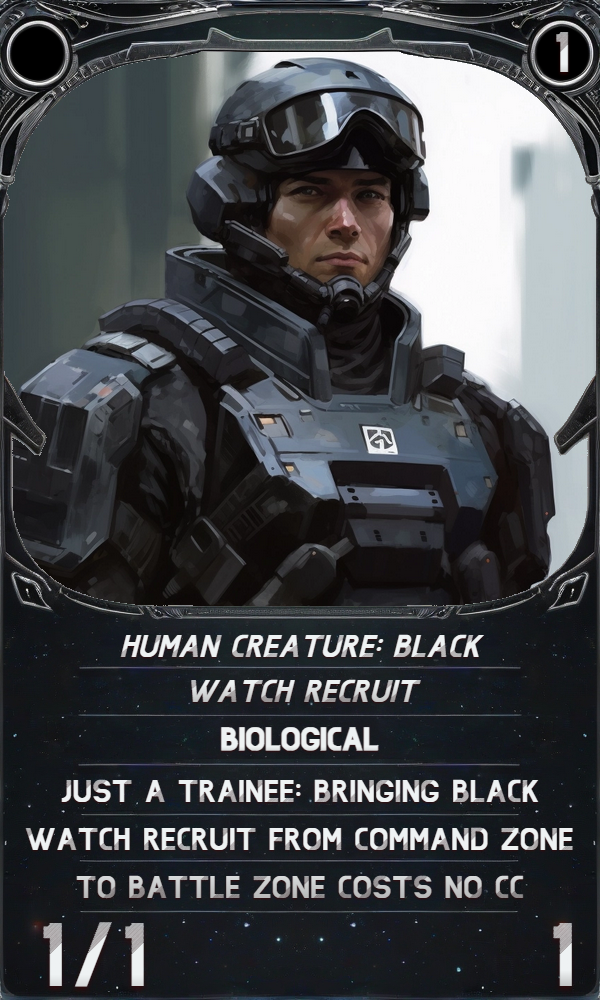 1
HUMAN CREATURE: BLACK
WATCH RECRUIT
BIOLOGICAL
JUST A TRAINEE: BRINGING BLACK
WATCH RECRUIT FROM COMMAND ZONE
TO BATTLE ZONE COSTS NO CC
1/1
1